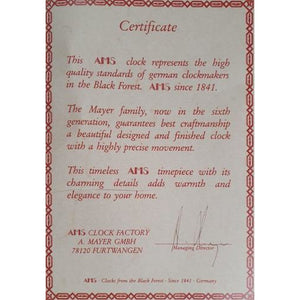 Certificate
This AMS clock represents the high
quality standards of german clockmakers
in the Black Forest. AMS since 1841.
The Mayer family, now in the sixth
generation, guarantees best craftmanship
a beautiful designed and finished clock
with a highly precise movement.
This timeless AMS timepiece with its
charming details adds warmth and
elegance to your home.
AMS CLOCK FACTORY
A. MAYER GMBH
78120 FURTWANGEN
Managing Director
AMS - Clocks from the Black Forest - Since 1841 - Germany